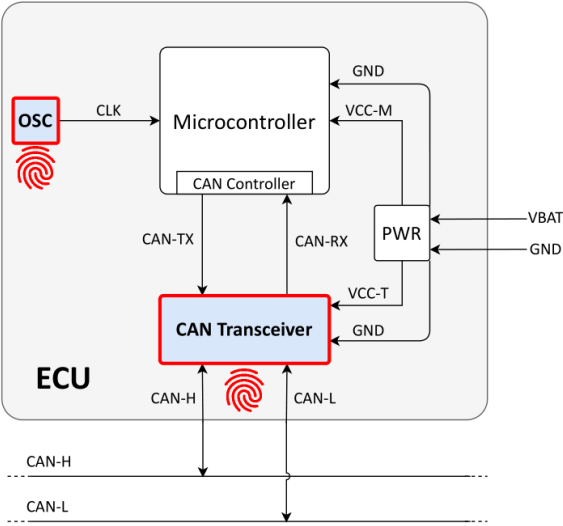 GND
OSC
CLK
VCC-M
Microcontroller
CAN Controller
CAN-TX
CAN-RX
PWR
VBAT
GND
VCC-T
CAN Transceiver
GND
ECU
CAN-H
CAN-L
CAN-H
CAN-L